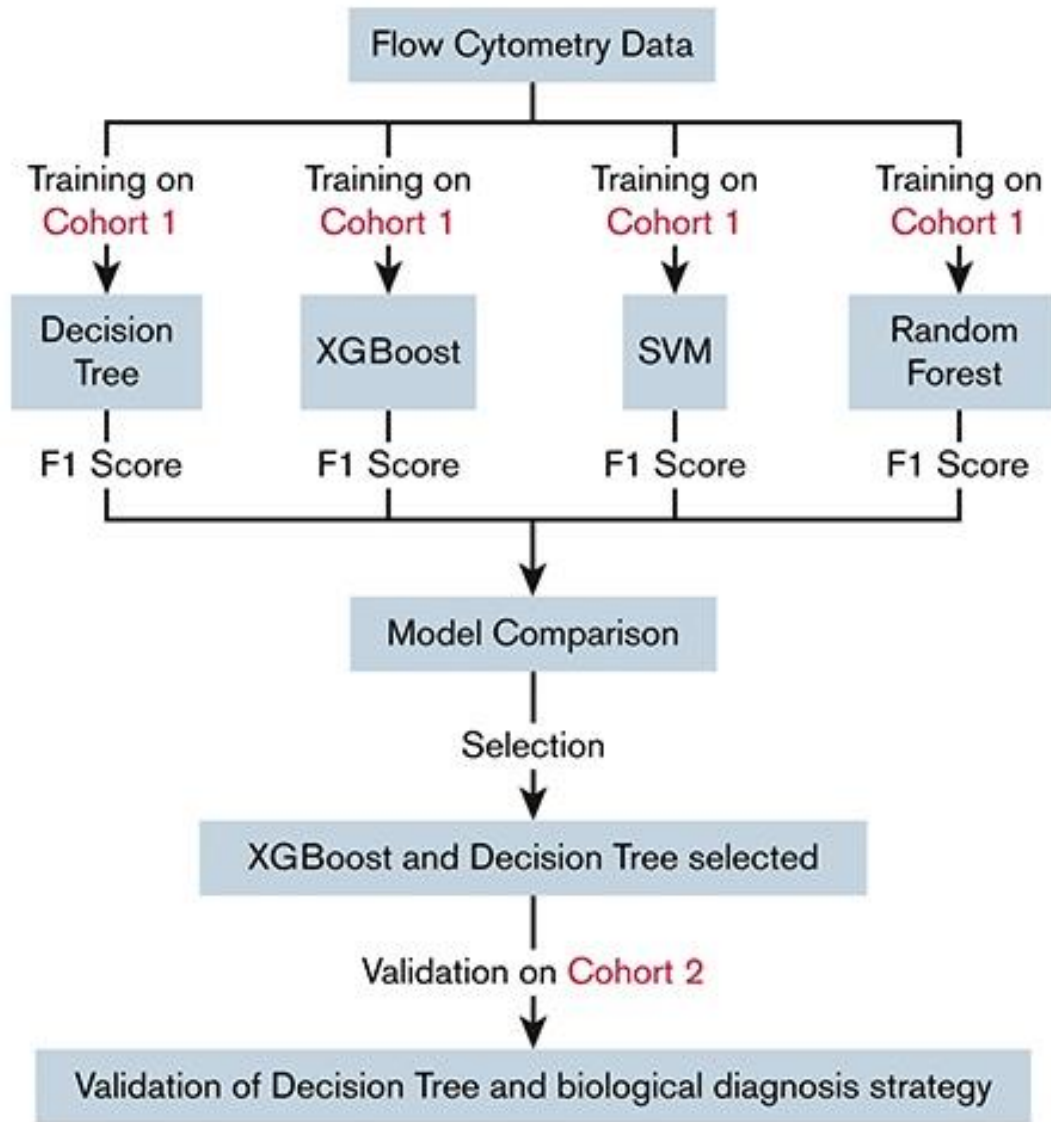 Flow Cytometry Data
Training on
Cohort 1
Training on
Cohort 1
Training on
Cohort 1
Training on
Cohort 1
Decision
Tree
XGBoost
SVM
Random
Forest
F1 Score
F1 Score
F1 Score
F1 Score
Model Comparison
Selection
XGBoost and Decision Tree selected
Validation on Cohort 2
Validation of Decision Tree and biological diagnosis strategy